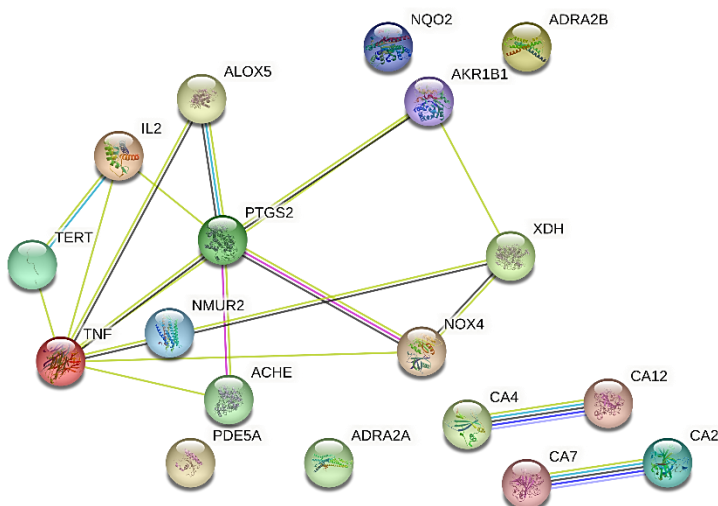 NQO2
ADRA2B
ALOX5
AKR1B1
IL2
PTGS2
TERT
XDH
NMUR2
TNF
NOX4
ACHE
CA4
CA12
PDE5A
ADRA2A
CA7
CA2